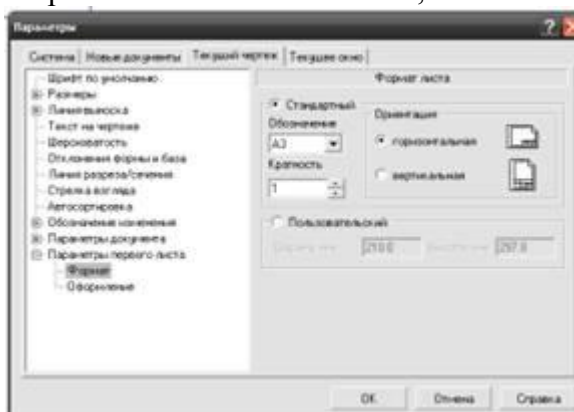 Параметры
Система Новые документы Текущий чертеж Текущее окно
Шрифт по умолчанию
Размеры
Линия-выноска
Текст на чертеже
Шероховатость
Отклонения формы и база
Линия разреза/сечения
Стрелка взгляда
Автосортировка
Обозначение изменения
Параметры документа
Параметры первого листа
Формат
Оформление
Формат листа
Стандартный
Обозначение
A3
Кратность
1
Ориентация
горизонтальная
вертикальная
Пользовательский
210.0 297.0
OK Отмена Справка